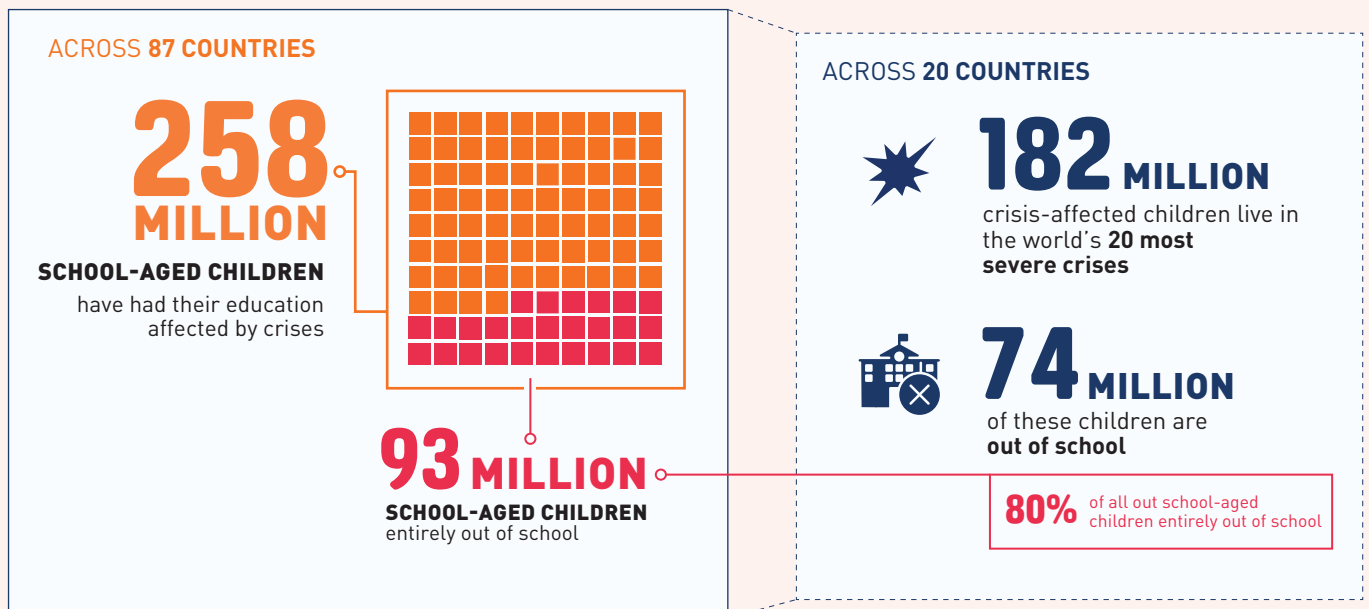 ACROSS 87 COUNTRIES
258
MILLION
SCHOOL-AGED CHILDREN
have had their education
affected by crises
93 MILLION
SCHOOL-AGED CHILDREN
entirely out of school
ACROSS 20 COUNTRIES
182 MILLION
crisis-affected children live in
the world's 20 most
severe crises
74 MILLION
of these children are
out of school
80% of all out school-aged
children entirely out of school